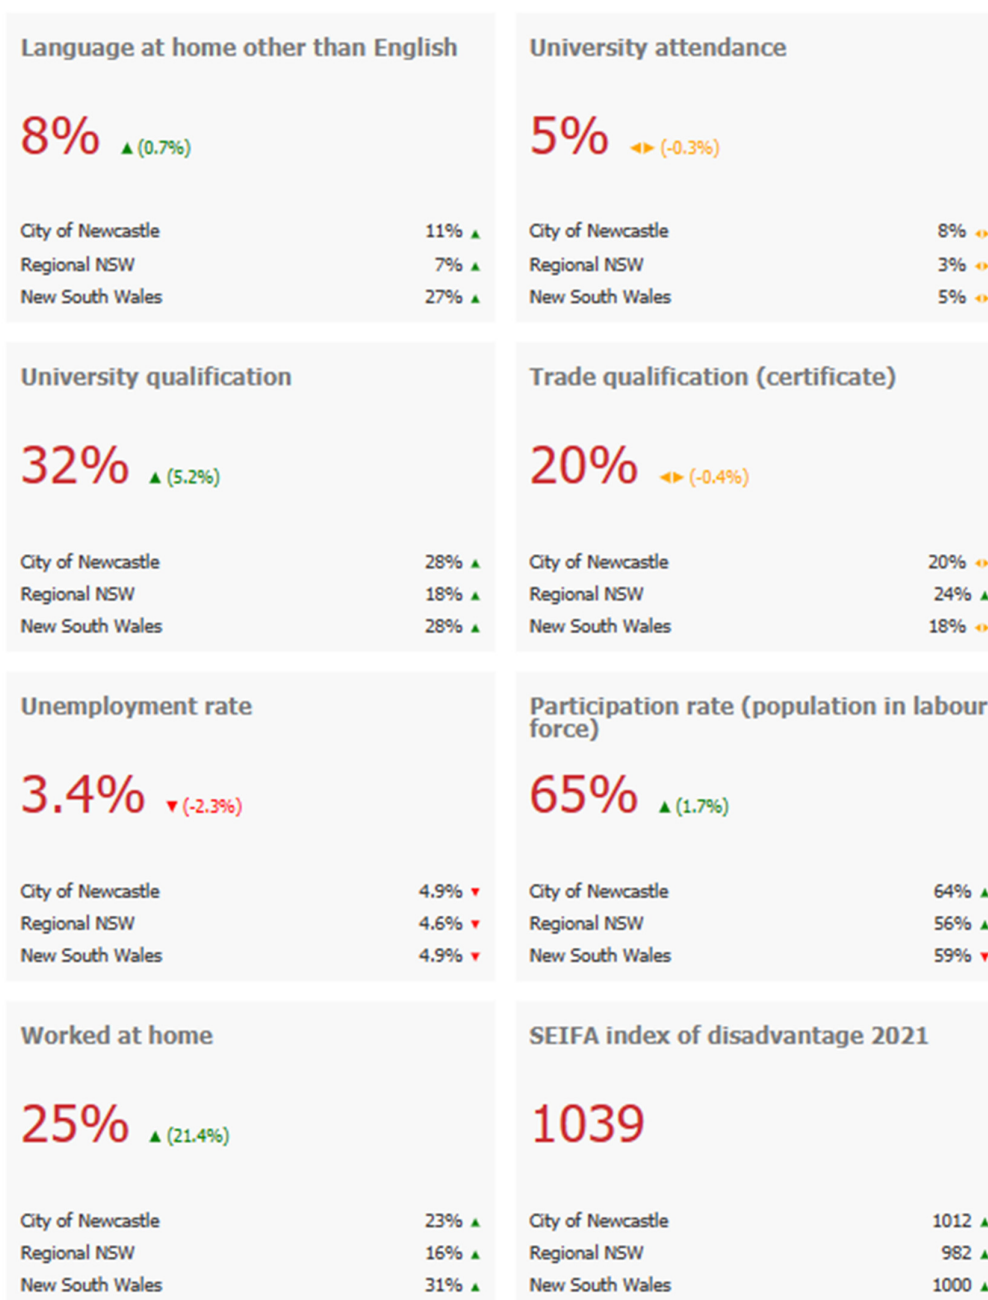 Language at home other than English
8% ▲ (0.7%)
City of Newcastle 11% ▲
Regional NSW 7% ▲
New South Wales 27% ▲
University attendance
5% ◀▶ (-0.3%)
City of Newcastle 8% ◀▶
Regional NSW 3% ◀▶
New South Wales 5% ◀▶
University qualification
32% ▲ (5.2%)
City of Newcastle 28% ▲
Regional NSW 18% ▲
New South Wales 28% ▲
Trade qualification (certificate)
20% ◀▶ (-0.4%)
City of Newcastle 20% ◀▶
Regional NSW 24% ▲
New South Wales 18% ◀▶
Unemployment rate
3.4% ▼ (-2.3%)
City of Newcastle 4.9% ▼
Regional NSW 4.6% ▼
New South Wales 4.9% ▼
Participation rate (population in labour
force)
65% ▲ (1.7%)
City of Newcastle 64% ▲
Regional NSW 56% ▲
New South Wales 59% ▼
Worked at home
25% ▲ (21.4%)
City of Newcastle 23% ▲
Regional NSW 16% ▲
New South Wales 31% ▲
SEIFA index of disadvantage 2021
1039
City of Newcastle 1012 ▲
Regional NSW 982 ▲
New South Wales 1000 ▲